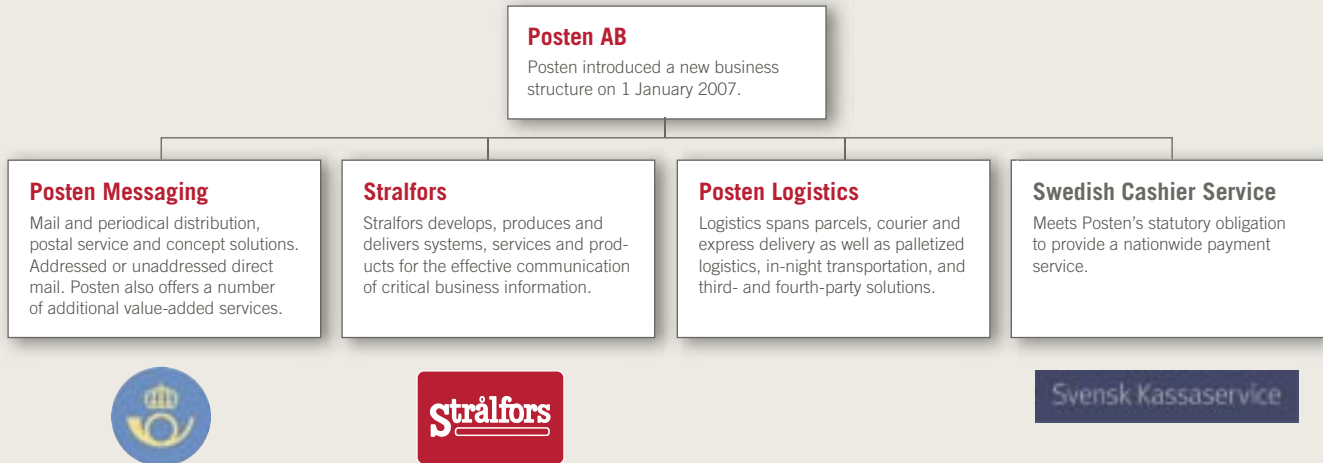 Posten AB
Posten introduced a new business
structure on 1 January 2007.
Posten Messaging
Mail and periodical distribution,
postal service and concept solutions.
Addressed or unaddressed direct
mail. Posten also offers a number
of additional value-added services.
Stralfors
Stralfors develops, produces and
delivers systems, services and prod-
ucts for the effective communication
of critical business information.
Posten Logistics
Logistics spans parcels, courier and
express delivery as well as palletized
logistics, in-night transportation, and
third- and fourth-party solutions.
Swedish Cashier Service
Meets Posten’s statutory obligation
to provide a nationwide payment
service.
Strålfors
Svensk Kassaservice